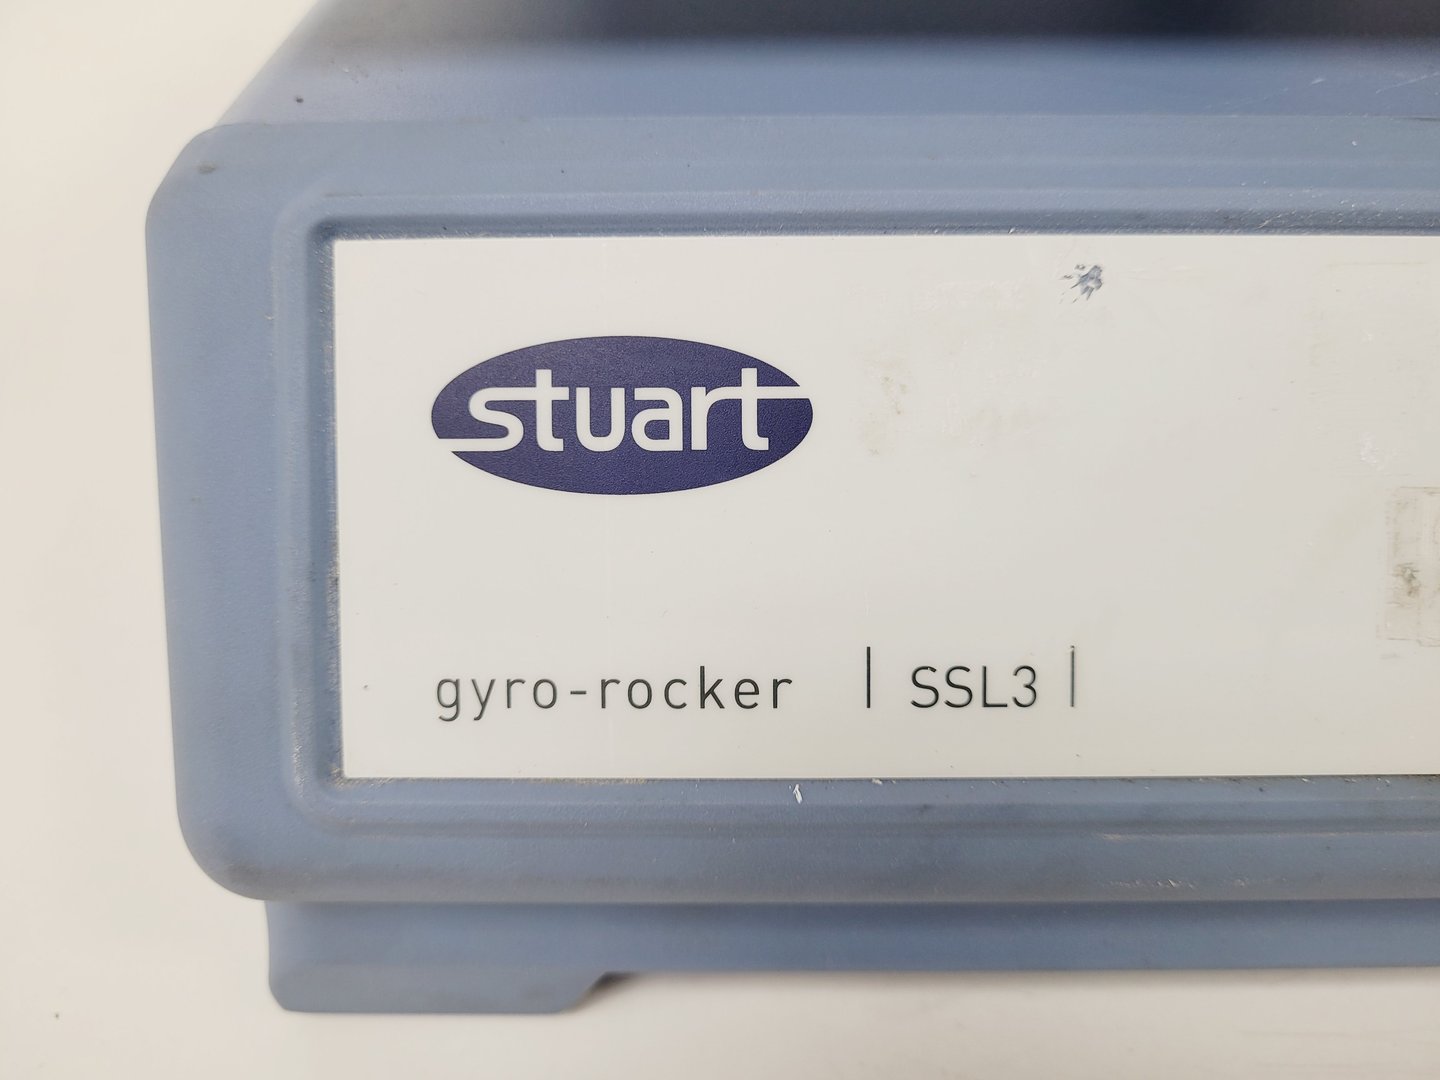 stuart
gyro-rocker | SSL3 |